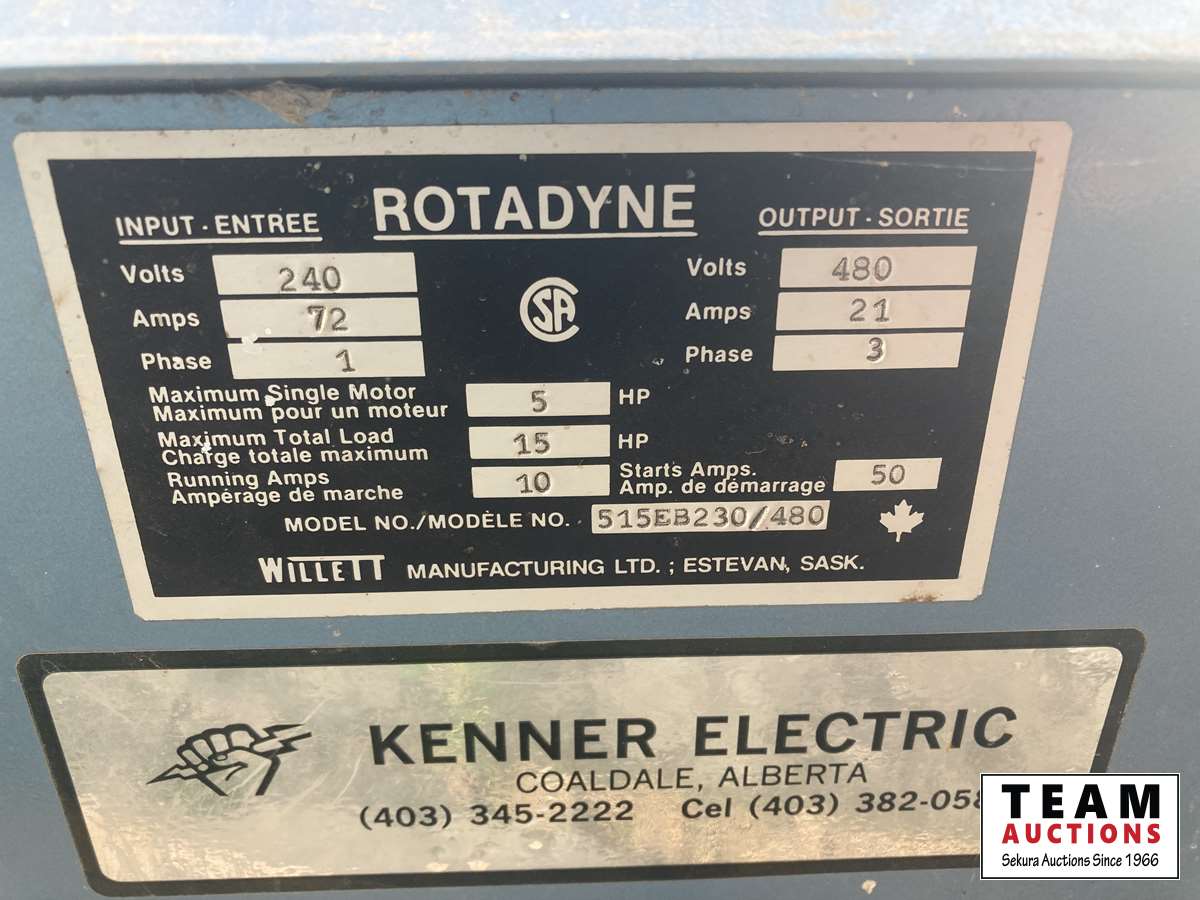 ROTADYNE
INPUT - ENTREE
Volts 240
Amps 72
Phase 1
CSA
OUTPUT - SORTIE
Volts 480
Amps 21
Phase 3
Maximum Single Motor
Maximum pour un moteur 5 HP
Maximum Total Load
Charge totale maximum 15 HP
Running Amps
Ampérage de marche 10
Starts Amps.
Amp. de démarrage 50
MODEL NO./MODÈLE NO. 515EB230/480
WILLETT MANUFACTURING LTD. ; ESTEVAN, SASK.
KENNER ELECTRIC
COALDALE, ALBERTA
(403) 345-2222 Cel (403)
TEAM
AUCTIONS
Sekura Auctions Since 1966